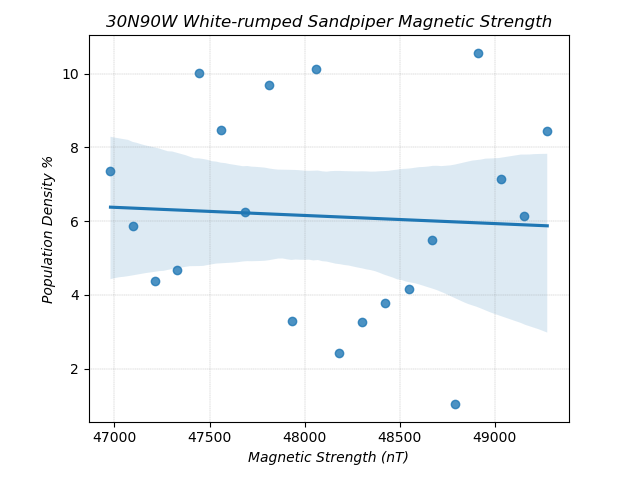 30N90W White-rumped Sandpiper Magnetic Strength
10
8
6
4
2
Population Density %
47000 47500 48000 48500 49000
Magnetic Strength (nT)